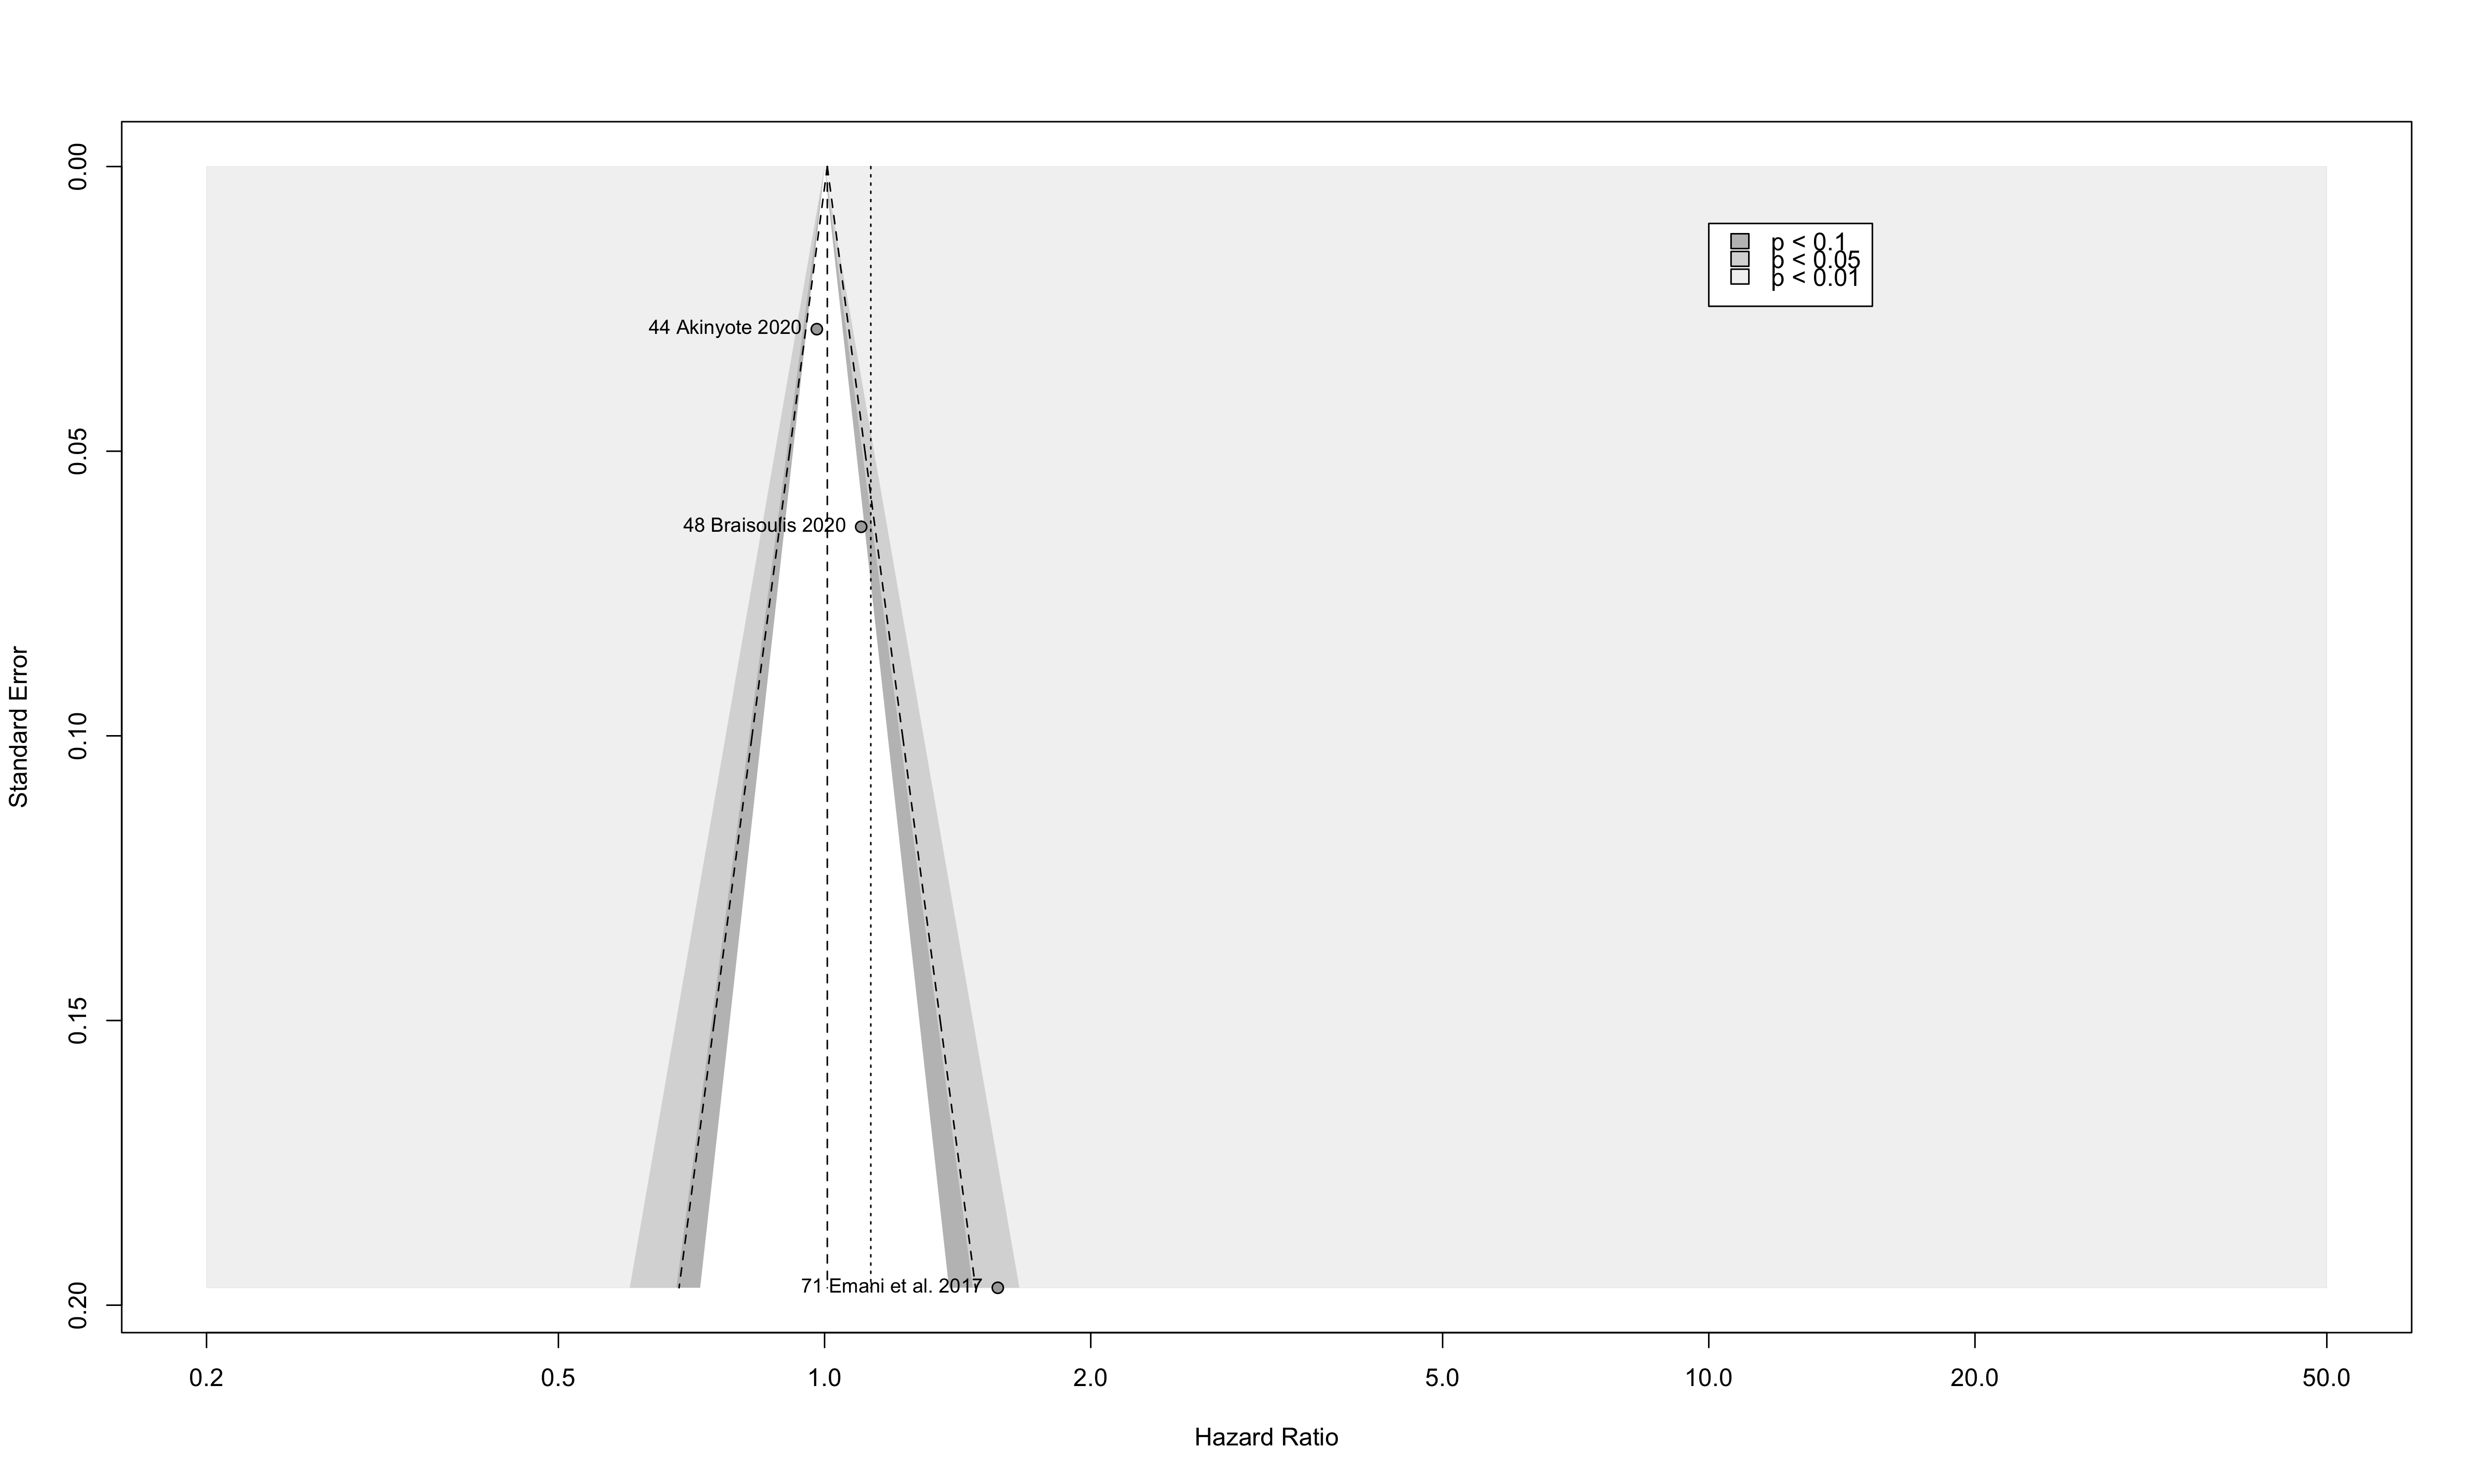 0.00
0.05
0.10
0.15
0.20
Standard Error
p < 0.1
p < 0.05
p < 0.01
44 Akinyote 2020
48 Braisoulis 2020
71 Emani et al. 2017
0.2 0.5 1.0 2.0 5.0 10.0 20.0 50.0
Hazard Ratio